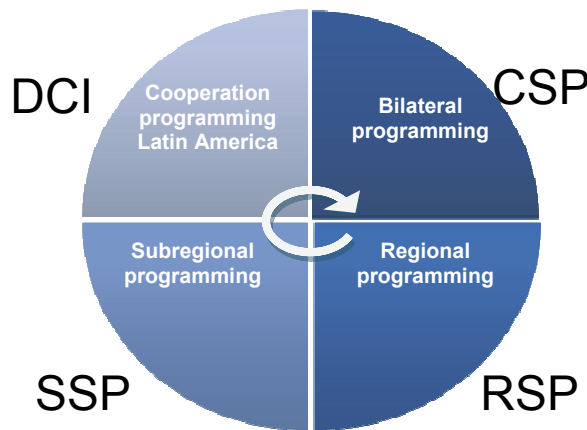 DCI
Cooperation
programming
Latin America
Bilateral
programming
CSP
Subregional
programming
Regional
programming
SSP
RSP